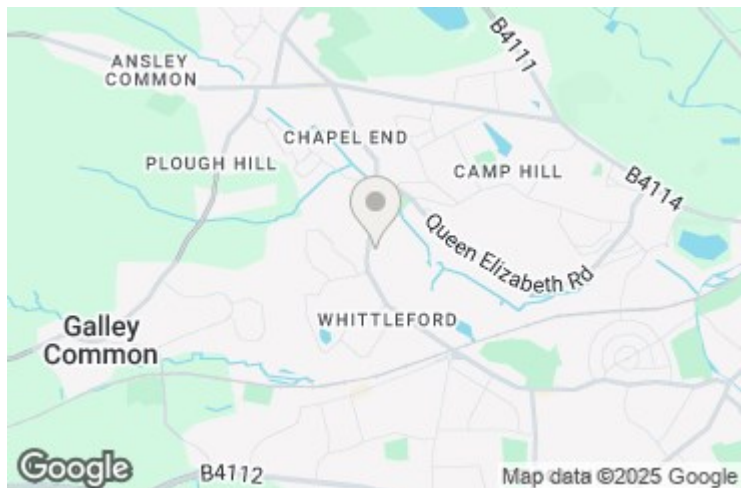 B4111
ANSLEY
COMMON
CHAPEL END
PLOUGH HILL
CAMP HILL
B4114
Queen Elizabeth Rd
WHITTLEFORD
Galley
Common
Google
B4112
Map data ©2025 Google